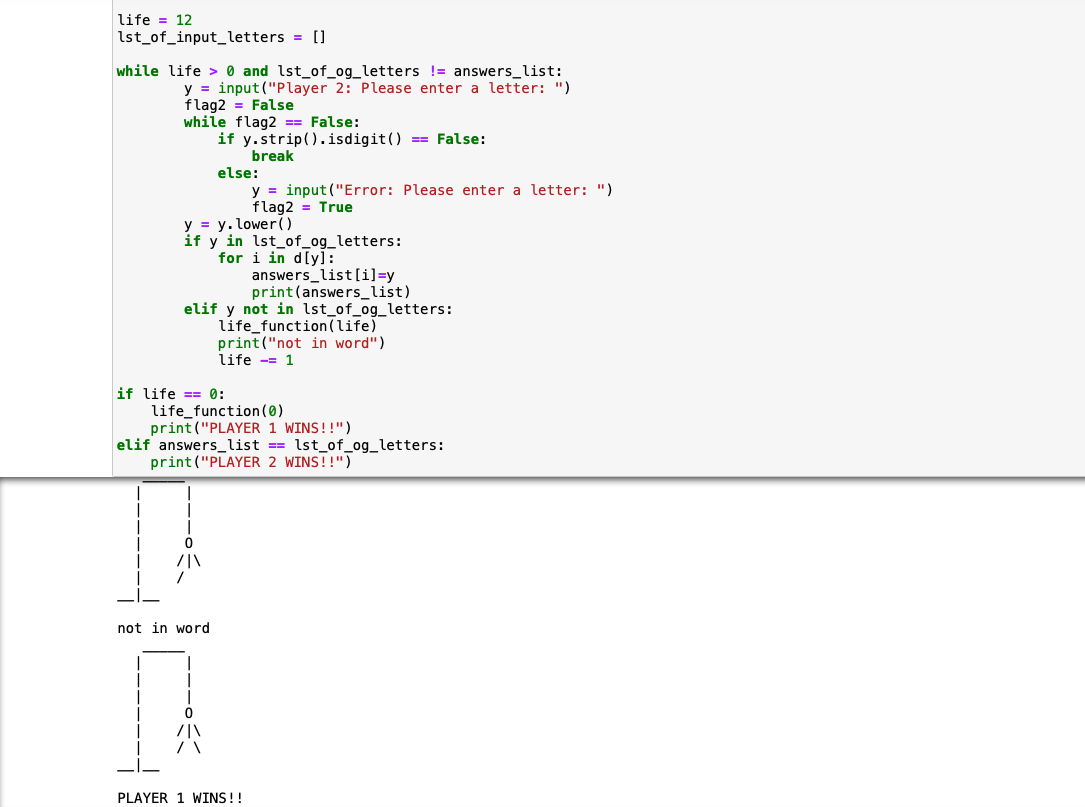 life = 12
lst_of_input_letters = []
while life > 0 and lst_of_og_letters != answers_list:
        y = input("Player 2: Please enter a letter: ")
        flag2 = False
        while flag2 == False:
            if y.strip().isdigit() == False:
                break
            else:
                y = input("Error: Please enter a letter: ")
                flag2 = True
        y = y.lower()
        if y in lst_of_og_letters:
            for i in d[y]:
                answers_list[i]=y
                print(answers_list)
        elif y not in lst_of_og_letters:
            life_function(life)
            print("not in word")
            life -= 1
if life == 0:
    life_function(0)
    print("PLAYER 1 WINS!!")
elif answers_list == lst_of_og_letters:
    print("PLAYER 2 WINS!!")
   _____
  |     |
  |     |
  |     |
  |     O
  |    /|\
  |    /
__|__
not in word
   _____
  |     |
  |     |
  |     |
  |     O
  |    /|\
  |    / \
__|__
PLAYER 1 WINS!!